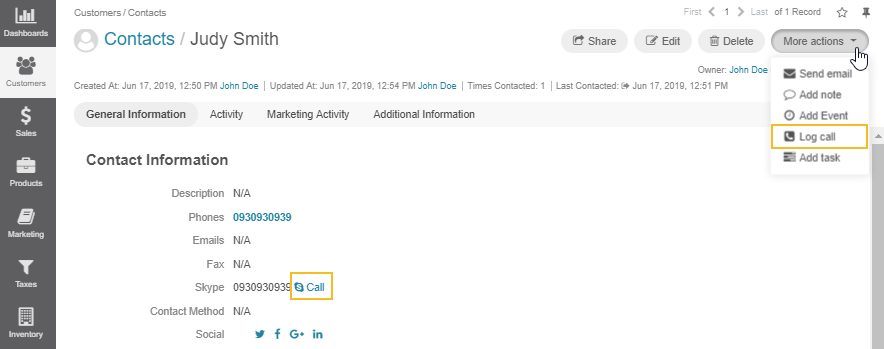 Dashboards
Customers
Sales
Products
Marketing
Taxes
Inventory
Customers / Contacts
First 1 Last of 1 Record
Contacts / Judy Smith
Share Edit Delete More actions
Owner: John Doe
Created At: Jun 17, 2019, 12:50 PM John Doe | Updated At: Jun 17, 2019, 12:54 PM John Doe | Times Contacted: 1 | Last Contacted: Jun 17, 2019, 12:51 PM
Send email
Add note
Add Event
Log call
Add task
General Information Activity Marketing Activity Additional Information
Contact Information
Description N/A
Phones 0930930939
Emails N/A
Fax N/A
Skype 0930930939 Call
Contact Method N/A
Social